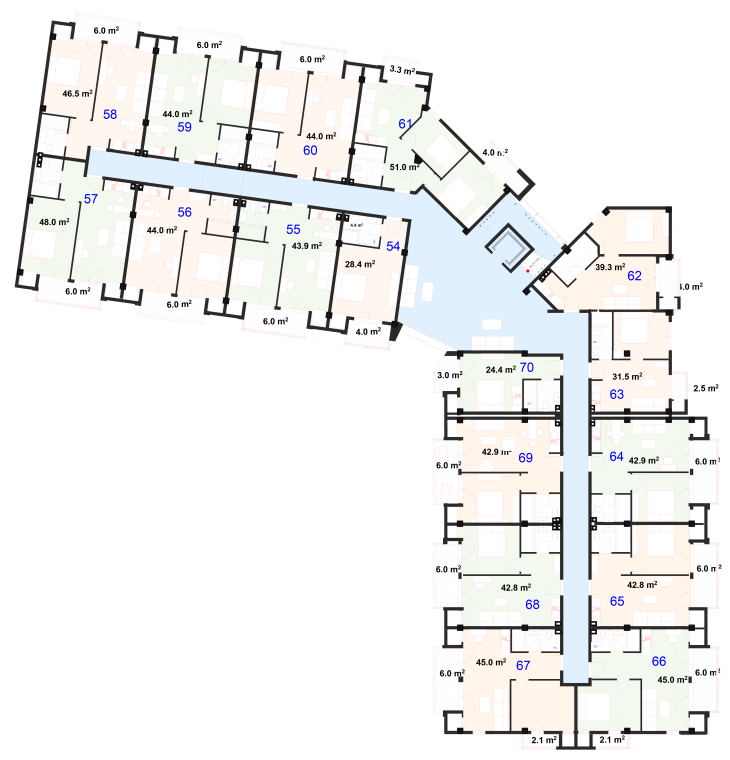 6.0 m²
6.0 m²
6.0 m²
3.3 m²
46.5 m²
58
44.0 m²
59
44.0 m²
60
61
51.0 m²
4.0 m²
57
48.0 m²
56
44.0 m²
55
43.9 m²
4.4 m²
54
28.4 m²
6.0 m²
6.0 m²
6.0 m²
4.0 m²
39.3 m²
62
4.0 m²
3.0 m²
24.4 m²
70
31.5 m²
63
2.5 m²
42.9 m²
69
64
42.9 m²
6.0 m²
6.0 m²
6.0 m²
42.8 m²
68
42.8 m²
65
6.0 m²
45.0 m²
67
66
45.0 m²
6.0 m²
6.0 m²
2.1 m²
2.1 m²